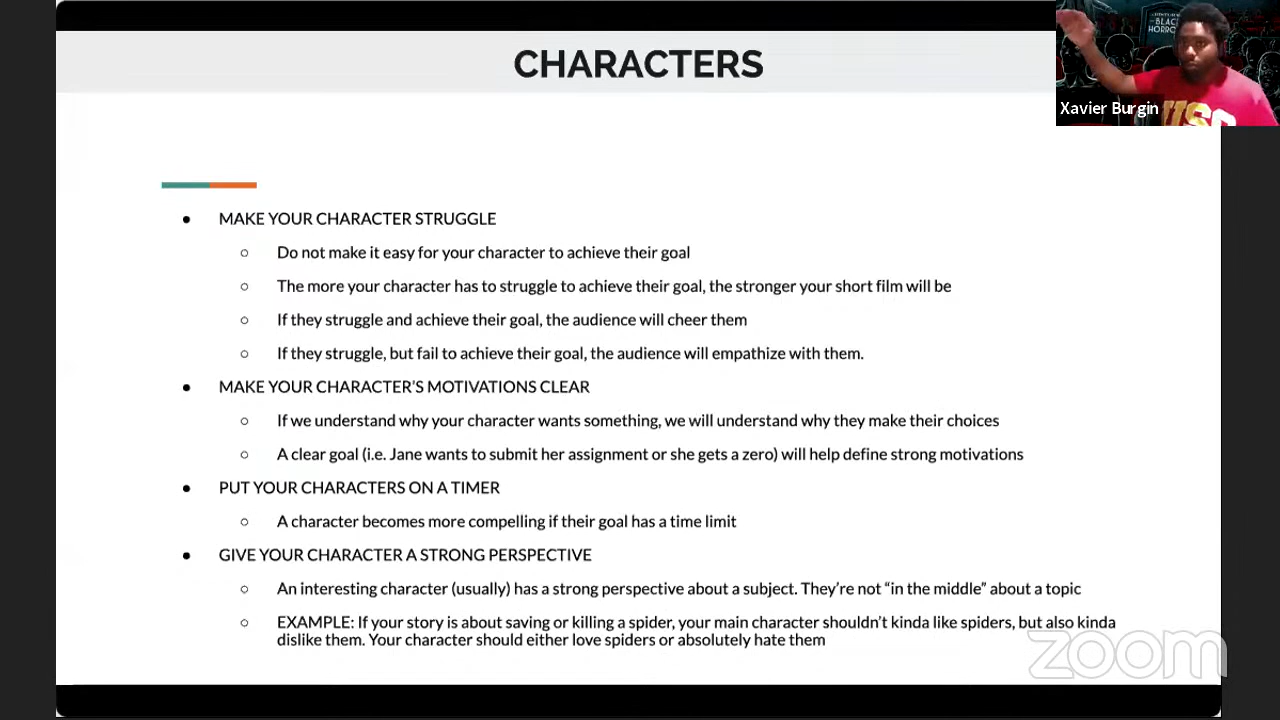 CHARACTERS
BLACK
HORROR
Xavier Burgin
USC
● MAKE YOUR CHARACTER STRUGGLE
○ Do not make it easy for your character to achieve their goal
○ The more your character has to struggle to achieve their goal, the stronger your short film will be
○ If they struggle and achieve their goal, the audience will cheer them
○ If they struggle, but fail to achieve their goal, the audience will empathize with them.
● MAKE YOUR CHARACTER’S MOTIVATIONS CLEAR
○ If we understand why your character wants something, we will understand why they make their choices
○ A clear goal (i.e. Jane wants to submit her assignment or she gets a zero) will help define strong motivations
● PUT YOUR CHARACTERS ON A TIMER
○ A character becomes more compelling if their goal has a time limit
● GIVE YOUR CHARACTER A STRONG PERSPECTIVE
○ An interesting character (usually) has a strong perspective about a subject. They’re not “in the middle” about a topic
○ EXAMPLE: If your story is about saving or killing a spider, your main character shouldn’t kinda like spiders, but also kinda
dislike them. Your character should either love spiders or absolutely hate them
zoom